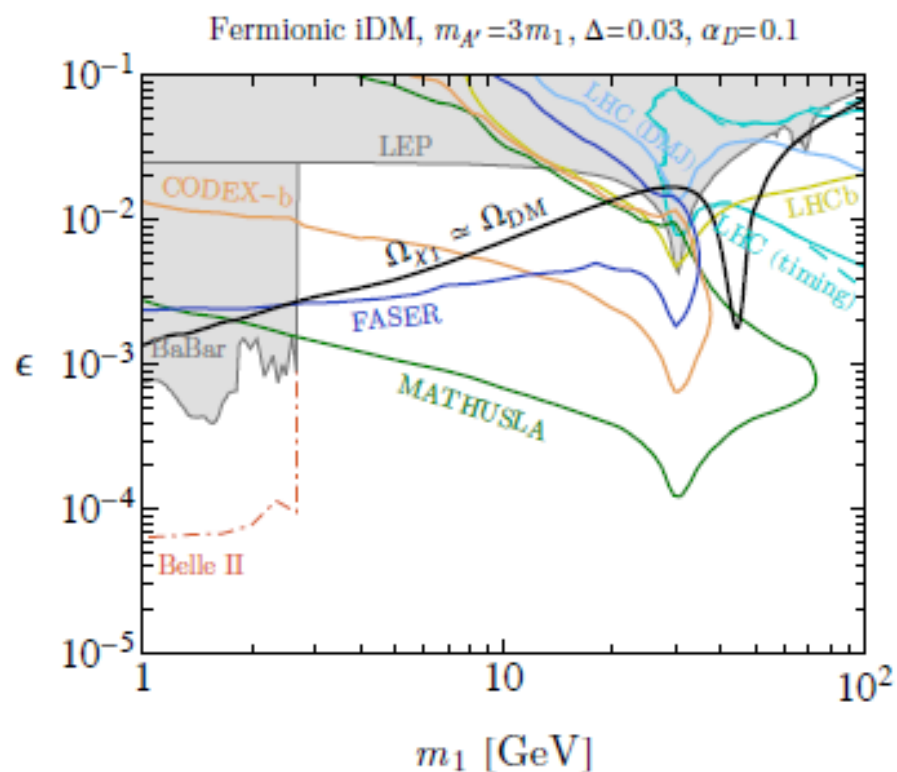 Fermionic iDM, m_{A'}=3m_1, Δ=0.03, α_D=0.1
10^{-1}
10^{-2}
10^{-3}
10^{-4}
10^{-5}
ϵ
LEP
CODEX-b
LHC (DMJ)
LHCb
LHC (timing)
Ω_{χ1} ≃ Ω_{DM}
FASER
BaBar
MATHUSLA
Belle II
1
10
10^2
m_1 [GeV]